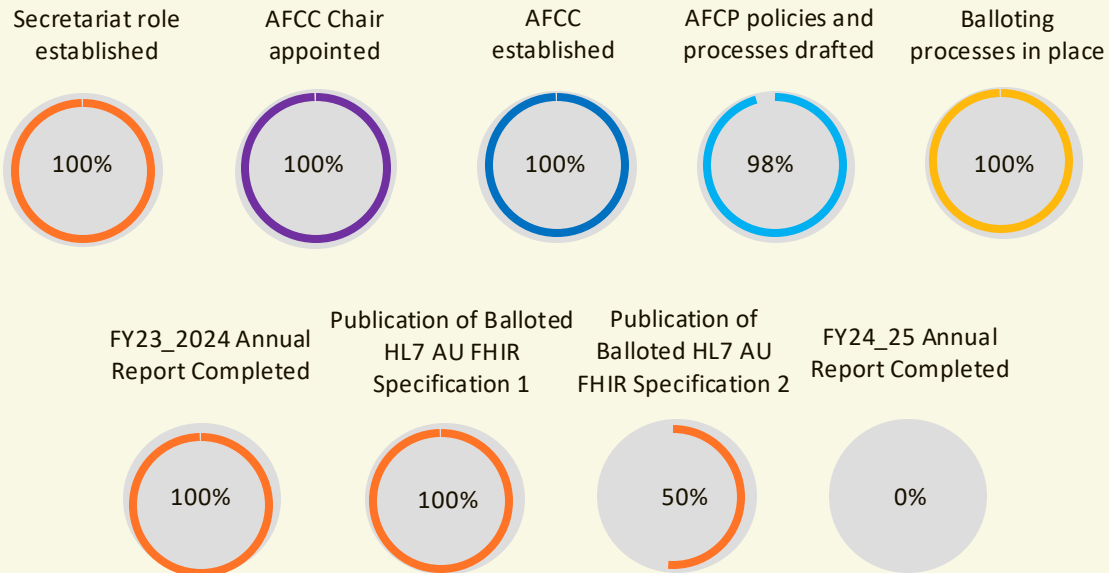 Secretariat role
established
AFCC Chair
appointed
AFCC
established
AFCP policies and
processes drafted
Balloting
processes in place
100%
100%
100%
98%
100%
FY23_2024 Annual
Report Completed
Publication of Balloted
HL7 AU FHIR
Specification 1
Publication of
Balloted HL7 AU
FHIR Specification 2
FY24_25 Annual
Report Completed
100%
100%
50%
0%